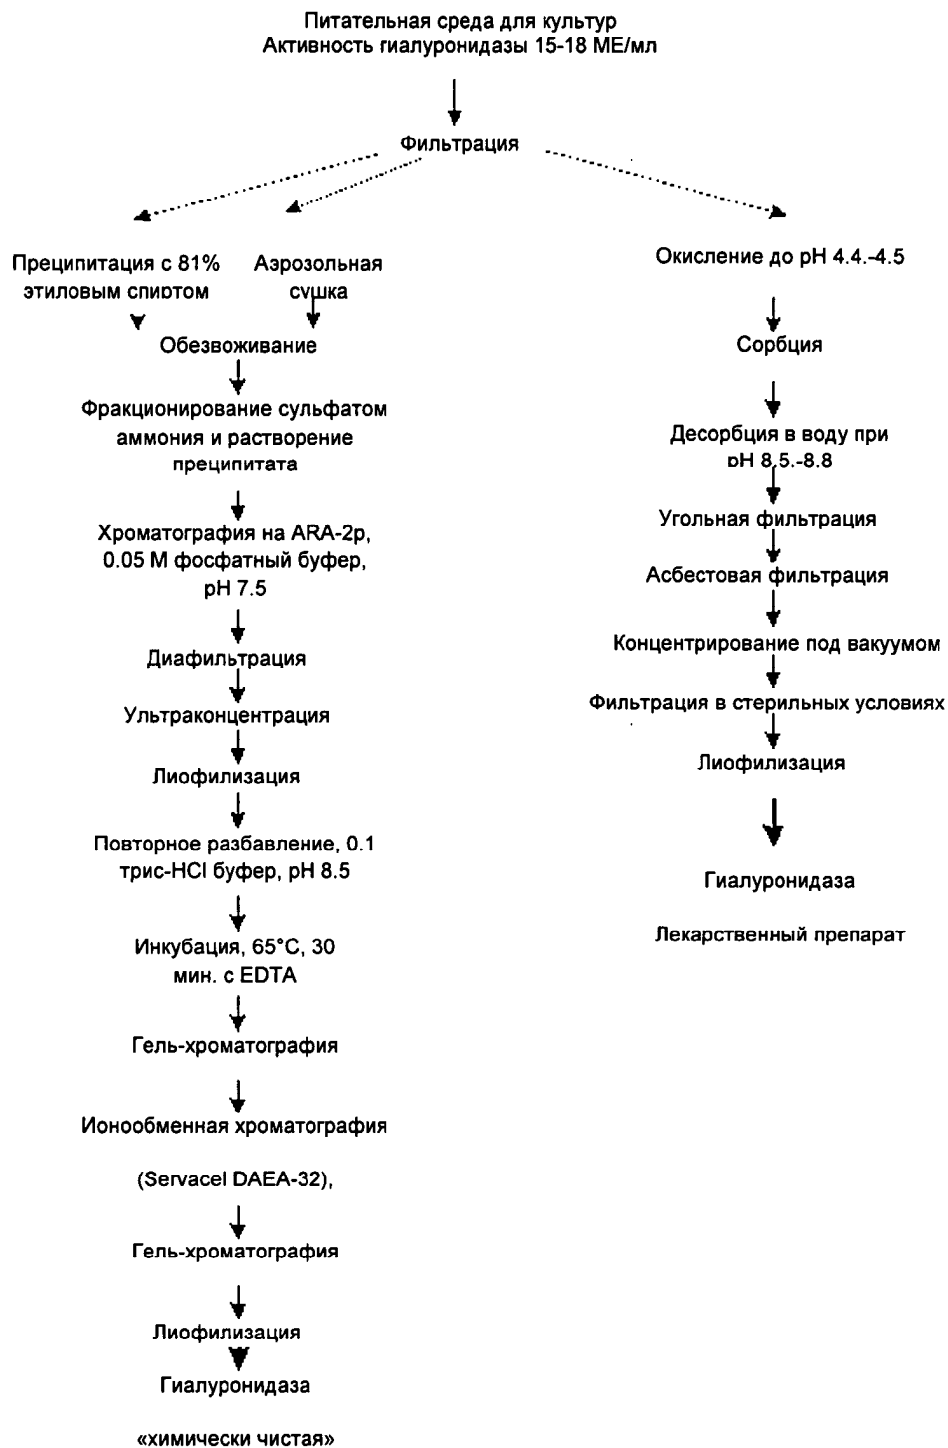 Питательная среда для культур
Активность гиалуронидазы 15-18 МЕ/мл
Фильтрация
Преципитация с 81%
этиловым спиртом
Аэрозольная
сушка
Обезвоживание
Фракционирование сульфатом
аммония и растворение
преципитата
Хроматография на ARA-2p,
0.05 М фосфатный буфер,
pH 7.5
Диафильтрация
Ультраконцентрация
Лиофилизация
Повторное разбавление, 0.1
трис-HCl буфер, pH 8.5
Инкубация, 65°C, 30
мин. с EDTA
Гель-хроматография
Ионообменная хроматография
(Servacel DAEA-32),
Гель-хроматография
Лиофилизация
Гиалуронидаза
«химически чистая»
Окисление до pH 4.4.-4.5
Сорбция
Десорбция в воду при
pH 8.5.-8.8
Угольная фильтрация
Асбестовая фильтрация
Концентрирование под вакуумом
Фильтрация в стерильных условиях
Лиофилизация
Гиалуронидаза
Лекарственный препарат